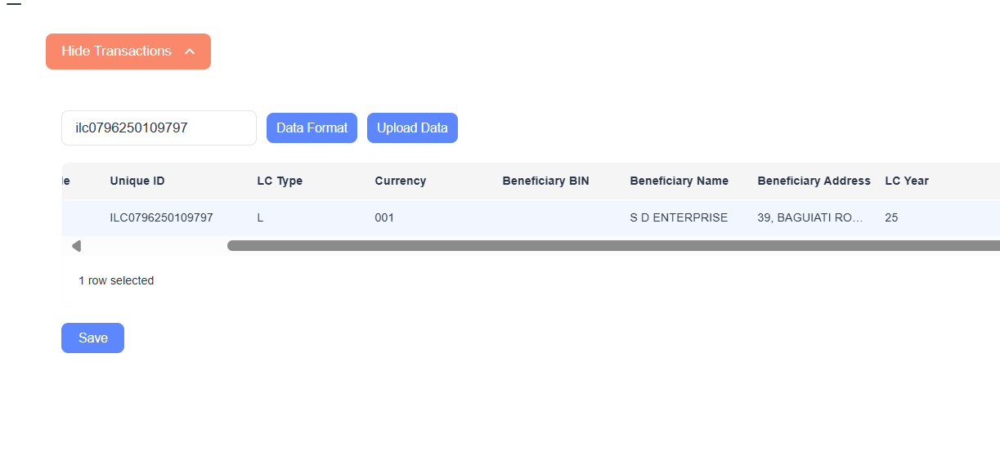 Hide Transactions
ilc0796250109797
Data Format
Upload Data
Unique ID LC Type Currency Beneficiary BIN Beneficiary Name Beneficiary Address LC Year
ILC0796250109797 L 001 S D ENTERPRISE 39, BAGUIATI RO... 25
1 row selected
Save